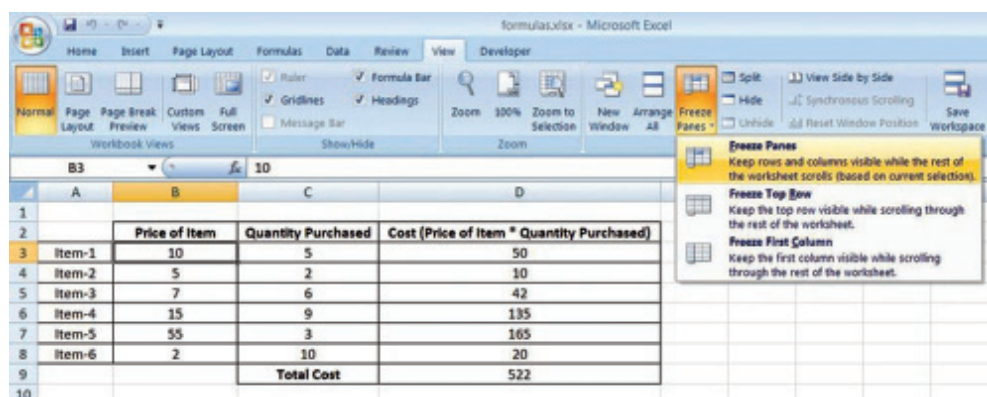 formulas.xlsx - Microsoft Excel
Home Insert Page Layout Formulas Data Review View Developer
Normal Page Layout Page Break Preview Custom Views Full Screen
Workbook Views
Ruler Formula Bar
Gridlines Headings
Message Bar
Show/Hide
Zoom 100% Zoom to Selection
Zoom
New Window Arrange All Freeze Panes
Split View Side by Side
Hide Synchronous Scrolling
Unhide Reset Window Position
Save Workspace
Freeze Panes
Keep rows and columns visible while the rest of
the worksheet scrolls (based on current selection).
Freeze Top Row
Keep the top row visible while scrolling through
the rest of the worksheet.
Freeze First Column
Keep the first column visible while scrolling
through the rest of the worksheet.
B3 fx 10
A B C D
1
2 Price of Item Quantity Purchased Cost (Price of Item * Quantity Purchased)
3 Item-1 10 5 50
4 Item-2 5 2 10
5 Item-3 7 6 42
6 Item-4 15 9 135
7 Item-5 55 3 165
8 Item-6 2 10 20
9 Total Cost 522
10